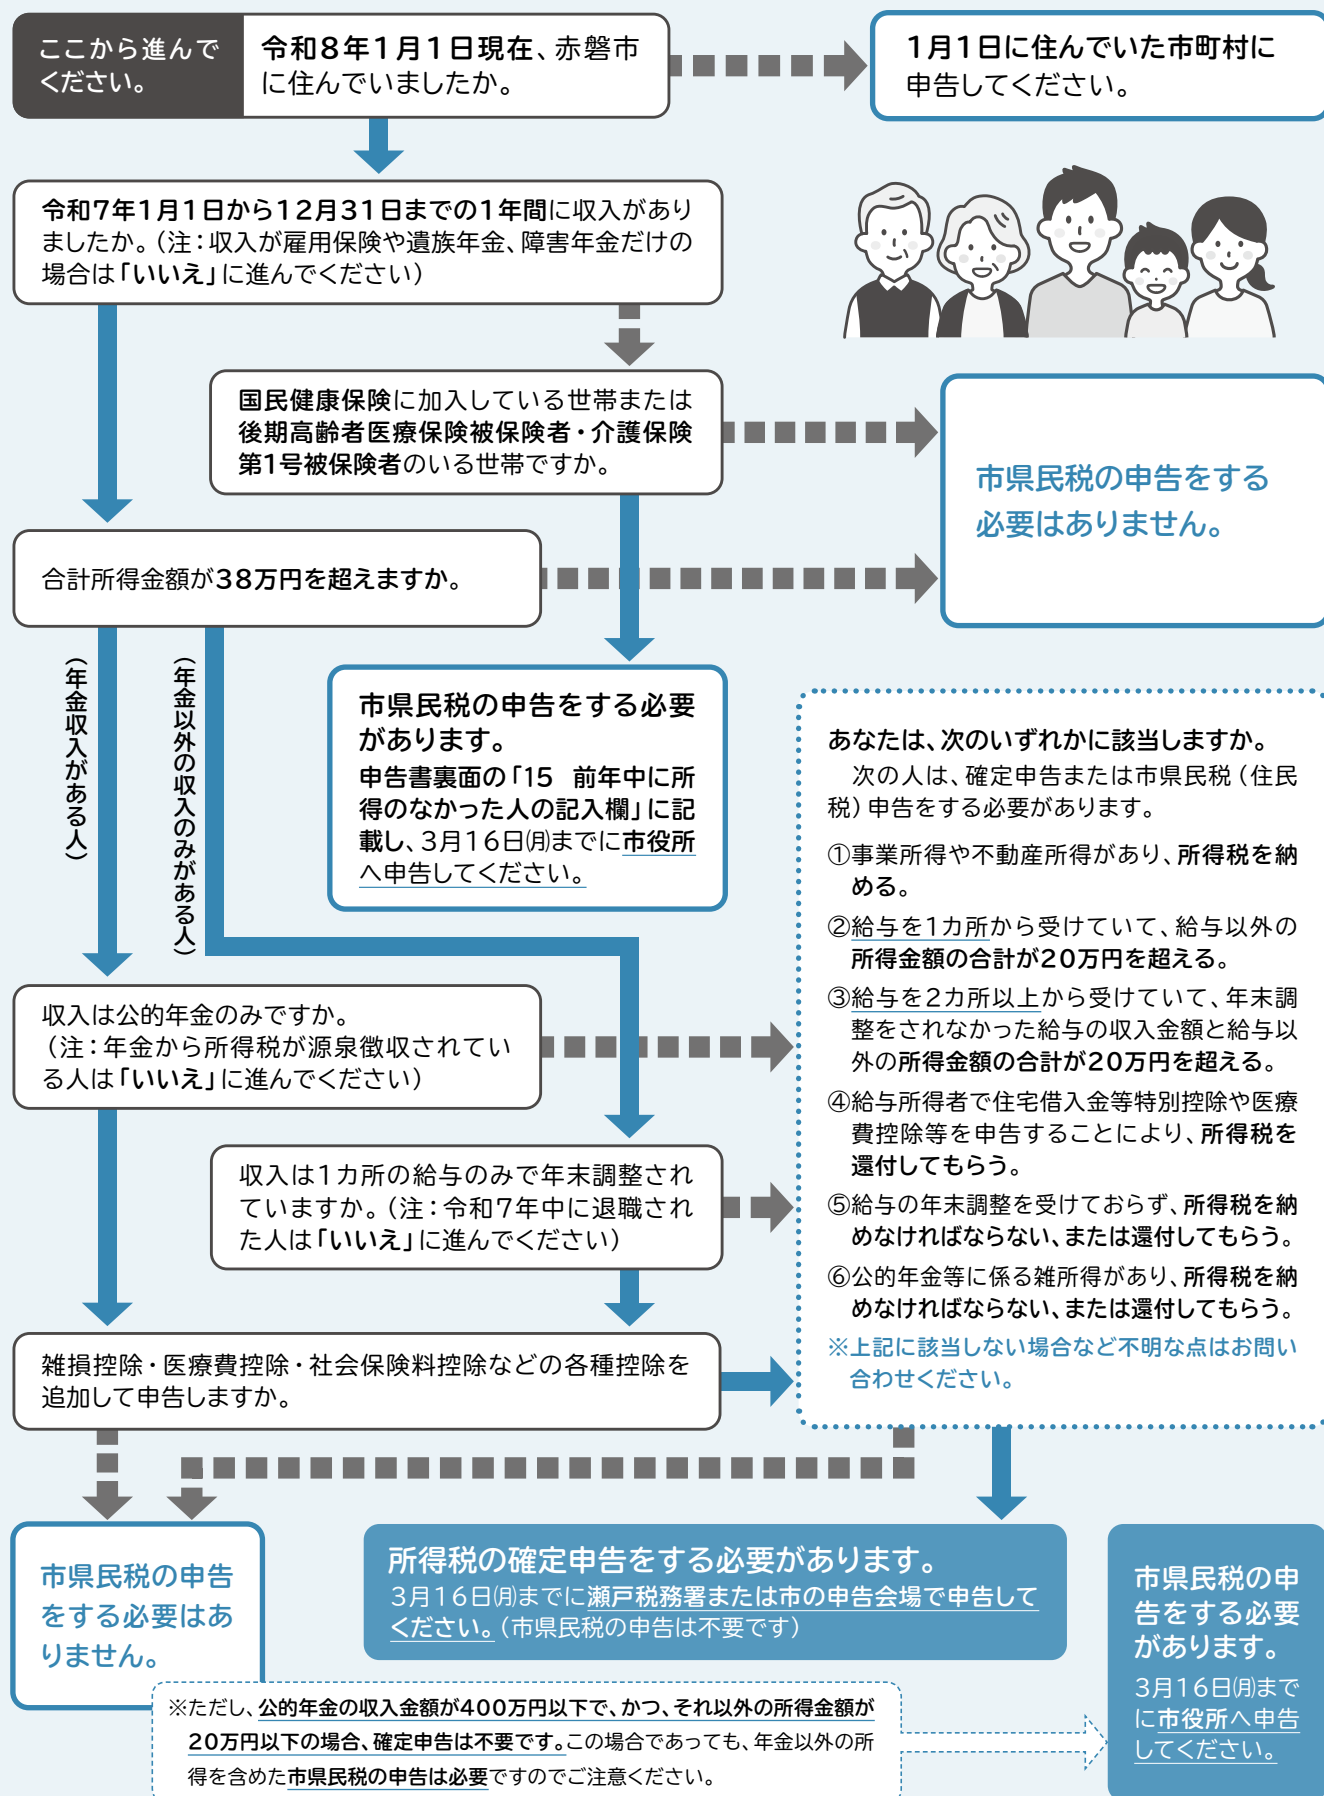 ここから進んで
ください。
令和8年1月1日現在、赤磐市
に住んでいましたか。
1月1日に住んでいた市町村に
申告してください。
令和7年1月1日から12月31日までの1年間に収入があり
ましたか。（注：収入が雇用保険や遺族年金、障害年金だけの
場合は「いいえ」に進んでください）
国民健康保険に加入している世帯または
後期高齢者医療保険被保険者・介護保険
第1号被保険者のいる世帯ですか。
市県民税の申告をする
必要はありません。
合計所得金額が38万円を超えますか。
（年金収入がある人）
（年金以外の収入のみがある人）
市県民税の申告をする必要
があります。
申告書裏面の「15　前年中に所
得のなかった人の記入欄」に記
載し、3月16日㈪までに市役所
へ申告してください。
あなたは、次のいずれかに該当しますか。
次の人は、確定申告または市県民税（住民
税）申告をする必要があります。
①事業所得や不動産所得があり、所得税を納
める。
②給与を1カ所から受けていて、給与以外の
所得金額の合計が20万円を超える。
③給与を2カ所以上から受けていて、年末調
整をされなかった給与の収入金額と給与以
外の所得金額の合計が20万円を超える。
④給与所得者で住宅借入金等特別控除や医療
費控除等を申告することにより、所得税を
還付してもらう。
⑤給与の年末調整を受けておらず、所得税を納
めなければならない、または還付してもらう。
⑥公的年金等に係る雑所得があり、所得税を納
めなければならない、または還付してもらう。
※上記に該当しない場合など不明な点はお問い
合わせください。
収入は公的年金のみですか。
（注：年金から所得税が源泉徴収されてい
る人は「いいえ」に進んでください）
収入は1カ所の給与のみで年末調整され
ていますか。（注：令和7年中に退職され
た人は「いいえ」に進んでください）
雑損控除・医療費控除・社会保険料控除などの各種控除を
追加して申告しますか。
市県民税の申告
をする必要はあ
りません。
所得税の確定申告をする必要があります。
3月16日㈪までに瀬戸税務署または市の申告会場で申告して
ください。（市県民税の申告は不要です）
市県民税の申
告をする必要
があります。
3月16日㈪まで
に市役所へ申告
してください。
※ただし、公的年金の収入金額が400万円以下で、かつ、それ以外の所得金額が
20万円以下の場合、確定申告は不要です。この場合であっても、年金以外の所
得を含めた市県民税の申告は必要ですのでご注意ください。